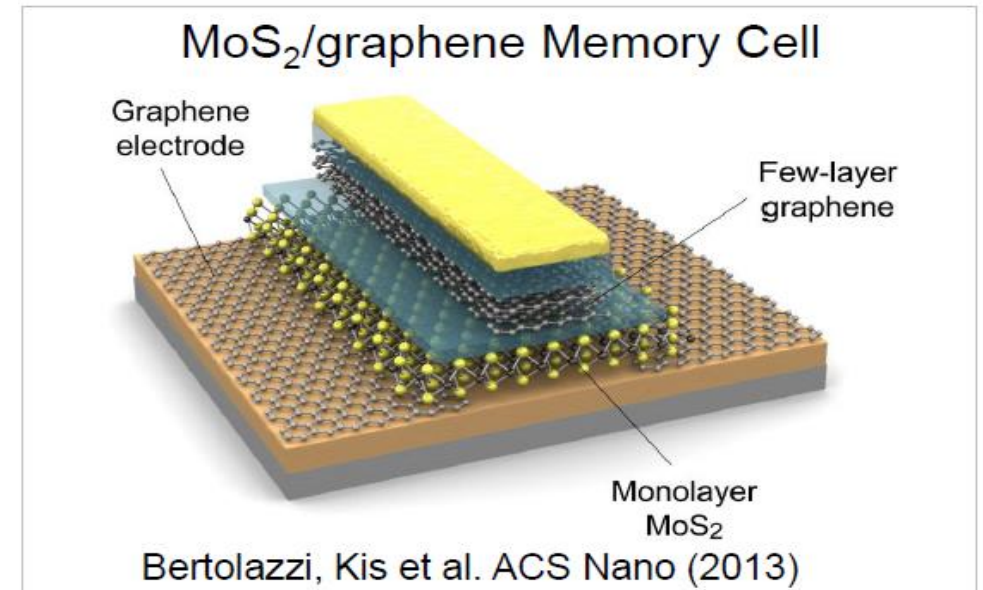 MoS₂/graphene Memory Cell
Graphene
electrode
Few-layer
graphene
Monolayer
MoS₂
Bertolazzi, Kis et al. ACS Nano (2013)